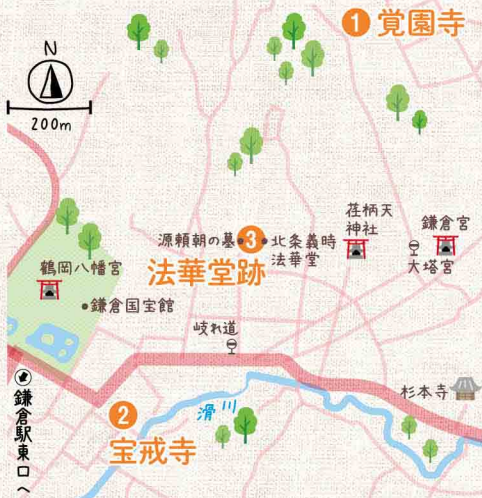 1 覚園寺
N
200m
荏柄天
神社
鎌倉宮
源頼朝の墓
3
北条義時
法華堂
大塔宮
法華堂跡
鶴岡八幡宮
鎌倉国宝館
岐れ道
杉本寺
滑川
2
宝戒寺
鎌倉駅東口へ